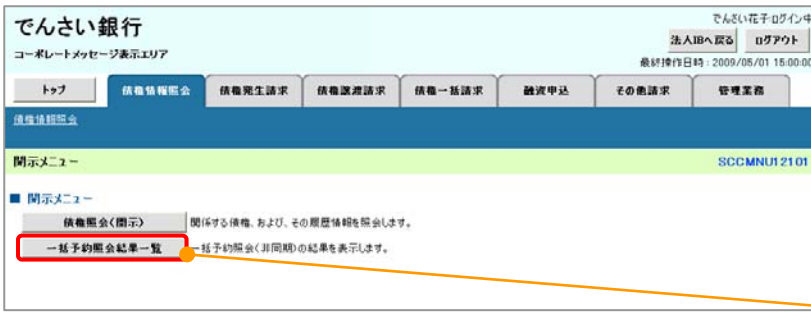 でんさい銀行
コーポレートメッセージ表示エリア
でんさい花子ログイン中
法人IBへ戻る ログアウト
最終操作日時：2009/05/01 15:00:00
トップ 債権情報照会 債権発生請求 債権譲渡請求 債権一括請求 融資申込 その他請求 管理業務
債権情報照会
開示メニュー SCCMNU12101
■ 開示メニュー
債権照会(開示) 関係する債権、および、その履歴情報を照会します。
一括予約照会結果一覧 一括予約照会(非同期)の結果を表示します。